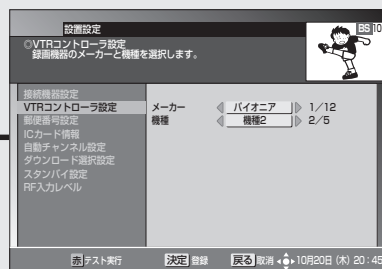 設置設定
BS 10
◎VTRコントローラ設定
録画機器のメーカーと機種を選択します。
接続機器設定
VTRコントローラ設定
郵便番号設定
ICカード情報
自動チャンネル設定
ダウンロード選択設定
スタンバイ設定
RF入力レベル
メーカー パイオニア 1/12
機種 機種2 2/5
赤 テスト実行 決定 登録 戻る 取消 10月20日 (木) 20:45